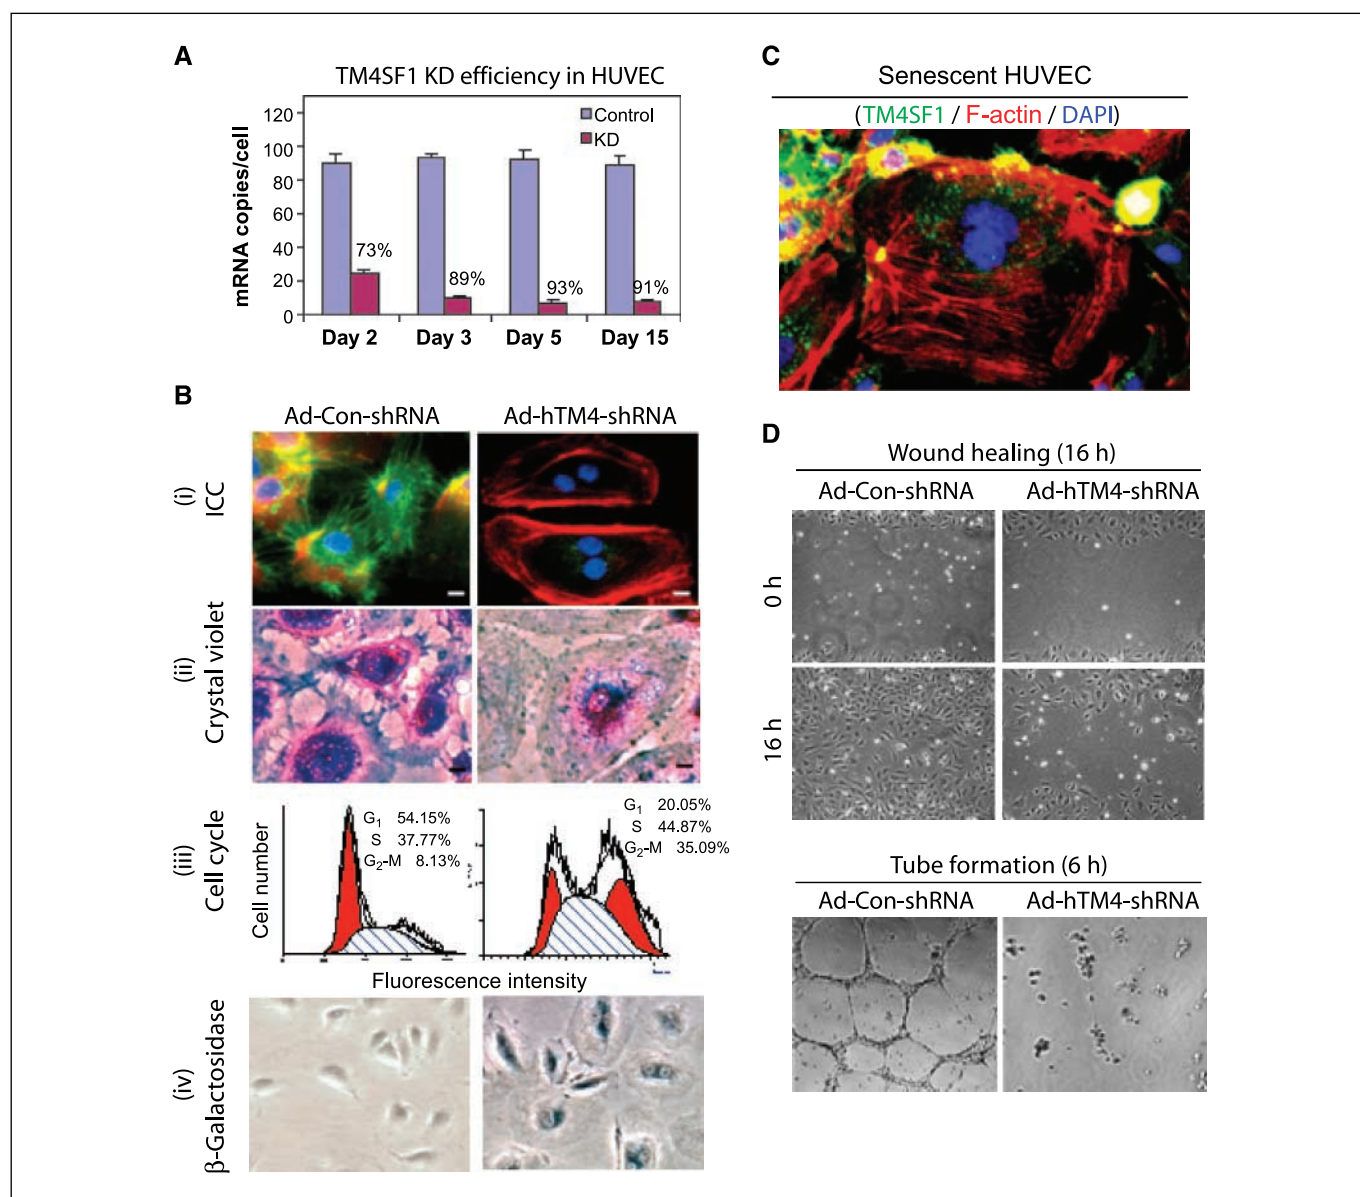 A
TM4SF1 KD efficiency in HUVEC
mRNA copies/cell
120
100
80
60
40
20
0
Control
KD
73%
89%
93%
91%
Day 2
Day 3
Day 5
Day 15
B
Ad-Con-shRNA
Ad-hTM4-shRNA
(i)
ICC
(ii)
Crystal violet
(iii)
Cell cycle
Cell number
G1 54.15%
S 37.77%
G2-M 8.13%
G1 20.05%
S 44.87%
G2-M 35.09%
Fluorescence intensity
(iv)
β-Galactosidase
C
Senescent HUVEC
(TM4SF1 / F-actin / DAPI)
D
Wound healing (16 h)
Ad-Con-shRNA
Ad-hTM4-shRNA
0 h
16 h
Tube formation (6 h)
Ad-Con-shRNA
Ad-hTM4-shRNA